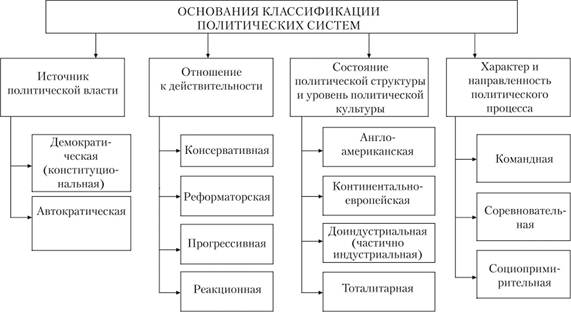 ОСНОВАНИЯ КЛАССИФИКАЦИИ
ПОЛИТИЧЕСКИХ СИСТЕМ
Источник
политической власти
Демократи-
ческая
(конституцио-
нальная)
Автократическая
Отношение
к действительности
Консервативная
Реформаторская
Прогрессивная
Реакционная
Состояние
политической структуры
и уровень политической
культуры
Англо-
американская
Континентально-
европейская
Доиндустриальная
(частично
индустриальная)
Тоталитарная
Характер и
направленность
политического
процесса
Командная
Соревнователь-
ная
Социоприми-
рительная